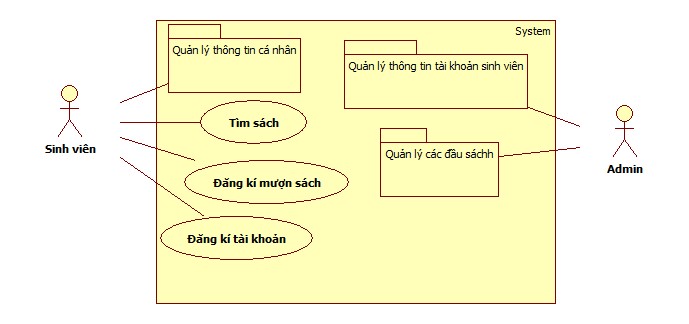 System
Quản lý thông tin cá nhân
Quản lý thông tin tài khoản sinh viên
Tìm sách
Sinh viên
Quản lý các đầu sáchh
Admin
Đăng kí mượn sách
Đăng kí tài khoản